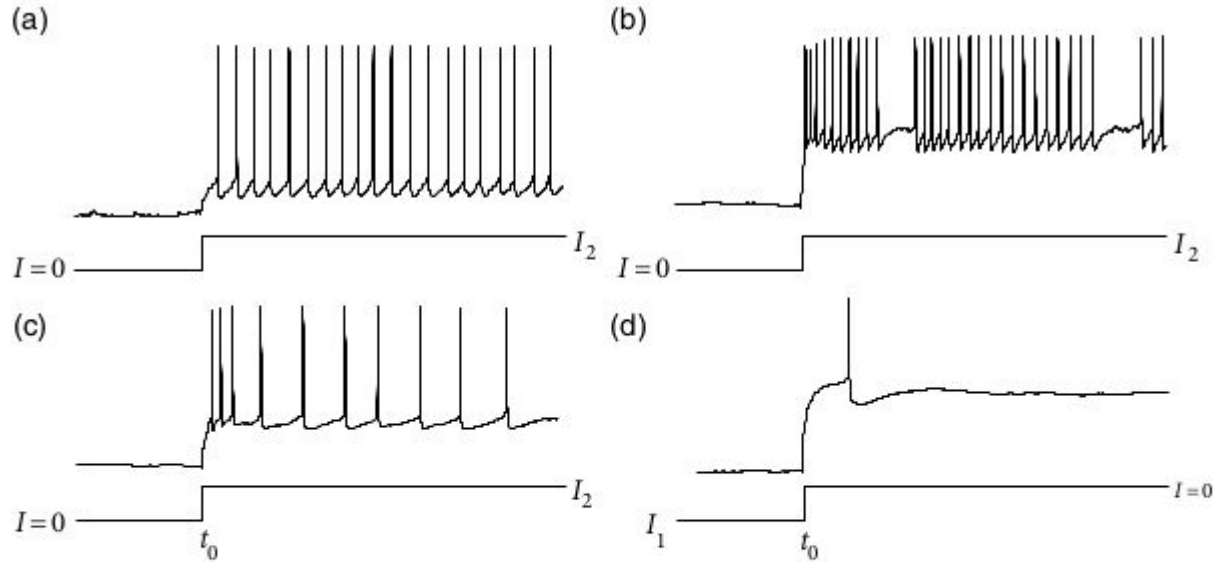 (a)
(b)
I = 0
I₂
I = 0
I₂
(c)
(d)
I = 0
I₂
t₀
I₁
I = 0
t₀